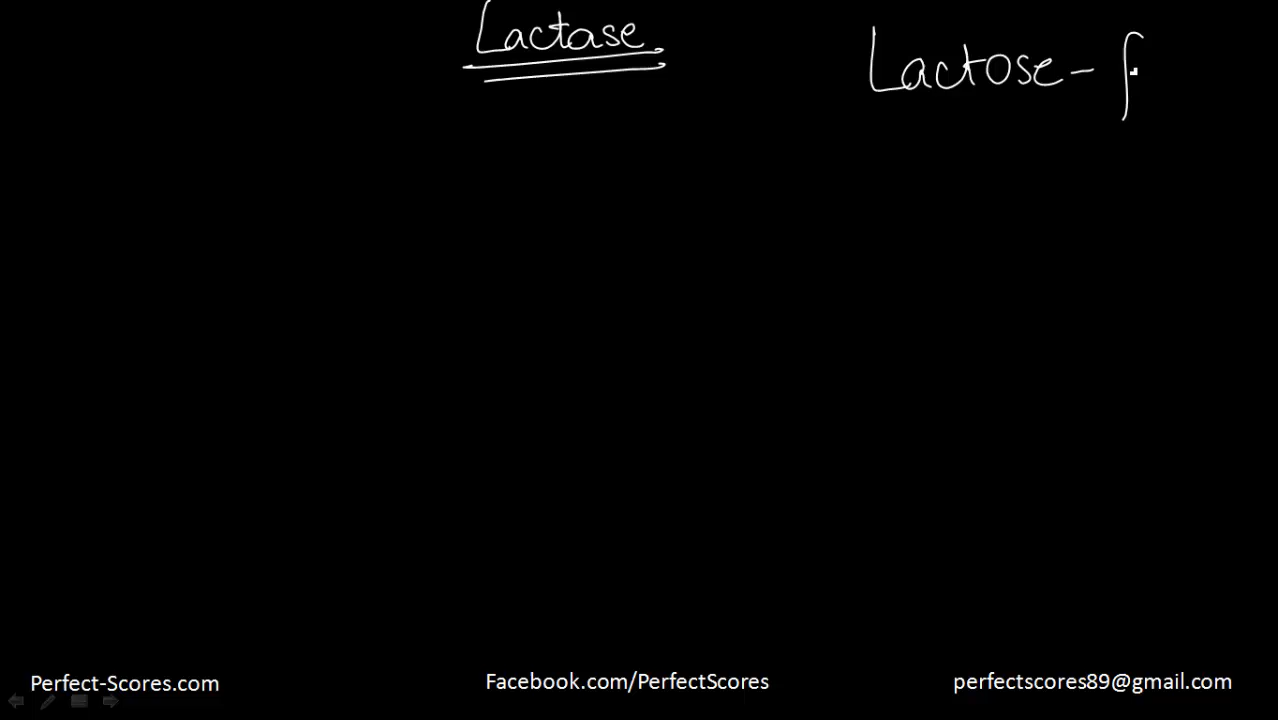 Lactase
Lactose - f
Perfect-Scores.com
Facebook.com/PerfectScores
perfectscores89@gmail.com